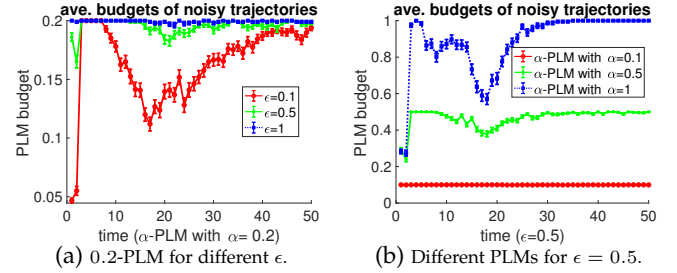 ave. budgets of noisy trajectories
PLM budget
0.2
0.15
0.1
0.05
0 10 20 30 40 50
ϵ=0.1
ϵ=0.5
ϵ=1
time (α-PLM with α= 0.2)
(a) 0.2-PLM for different ϵ.
ave. budgets of noisy trajectories
PLM budget
1
0.8
0.6
0.4
0.2
0
0 10 20 30 40 50
α-PLM with α=0.1
α-PLM with α=0.5
α-PLM with α=1
time (ϵ=0.5)
(b) Different PLMs for ϵ = 0.5.